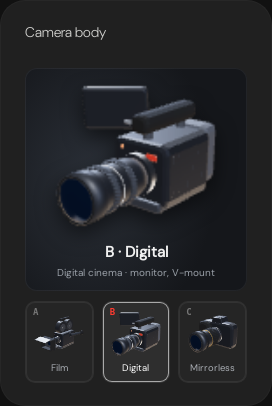 Camera body
B · Digital
Digital cinema · monitor, V-mount
A
Film
B
Digital
C
Mirrorless